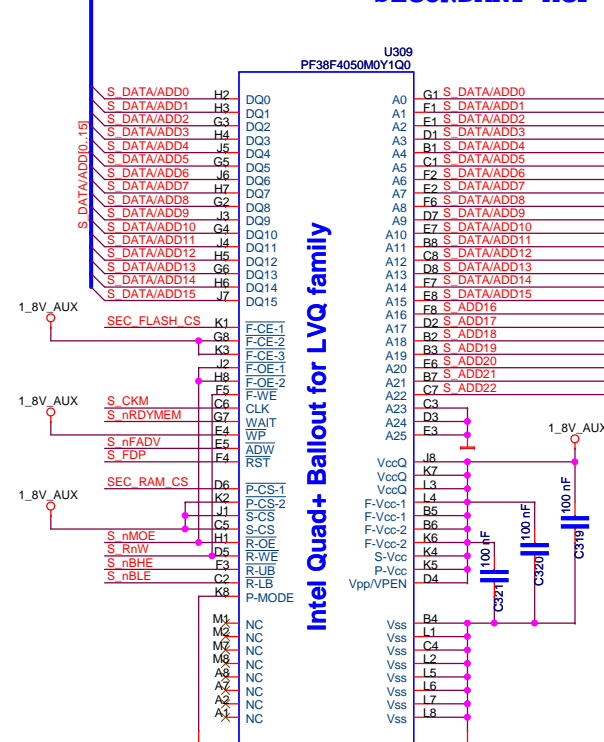 U309
PF38F4050M0Y1Q0
S_DATA/ADD0 H2 DQ0 A0 G1 S_DATA/ADD0
S_DATA/ADD1 H3 DQ1 A1 F1 S_DATA/ADD1
S_DATA/ADD2 G3 DQ2 A2 E1 S_DATA/ADD2
S_DATA/ADD3 H4 DQ3 A3 D1 S_DATA/ADD3
S_DATA/ADD4 J5 DQ4 A4 B1 S_DATA/ADD4
S_DATA/ADD5 G5 DQ5 A5 C1 S_DATA/ADD5
S_DATA/ADD6 J6 DQ6 A6 F2 S_DATA/ADD6
S_DATA/ADD7 H7 DQ7 A7 E2 S_DATA/ADD7
S_DATA/ADD8 G2 DQ8 A8 F6 S_DATA/ADD8
S_DATA/ADD9 J3 DQ9 A9 D7 S_DATA/ADD9
S_DATA/ADD10 G4 DQ10 A10 E7 S_DATA/ADD10
S_DATA/ADD11 J4 DQ11 A11 B8 S_DATA/ADD11
S_DATA/ADD12 H5 DQ12 A12 C8 S_DATA/ADD12
S_DATA/ADD13 G6 DQ13 A13 D8 S_DATA/ADD13
S_DATA/ADD14 H6 DQ14 A14 F7 S_DATA/ADD14
S_DATA/ADD15 J7 DQ15 A15 E8 S_DATA/ADD15
S_DATA/ADD[0..15]
A16 F8 S_ADD16
1_8V_AUX
SEC_FLASH_CS K1 F-CE-1 A17 D2 S_ADD17
G8 F-CE-2 A18 B2 S_ADD18
K3 F-CE-3 A19 B3 S_ADD19
J2 F-OE-1 A20 E6 S_ADD20
H8 F-OE-2 A21 B7 S_ADD21
F5 F-WE A22 C7 S_ADD22
1_8V_AUX
S_CKM C6 CLK A23 C3
S_nRDYMEM G7 WAIT A24 D3
E4 WP A25 E3
1_8V_AUX
S_nFADV E5 ADW
S_FDP F4 RST VccQ J8
VccQ K7
SEC_RAM_CS D6 P-CS-1 VccQ L3
1_8V_AUX
K2 P-CS-2 F-Vcc-1 L4
J1 S-CS F-Vcc-1 B5
C5 S-CS F-Vcc-2 B6
S_nMOE H1 R-OE F-Vcc-2 K6
S_RnW D5 R-WE S-Vcc K4
S_nBHE F3 R-UB P-Vcc K5
S_nBLE C2 R-LB Vpp/VPEN D4
K8 P-MODE
100 nF C321
100 nF C320
100 nF C319
Intel Quad+ Ballout for LVQ family
M1 NC Vss B4
M2 NC Vss L1
M7 NC Vss C4
M8 NC Vss L2
A8 NC Vss L5
A7 NC Vss L6
A2 NC Vss L7
A1 NC Vss L8